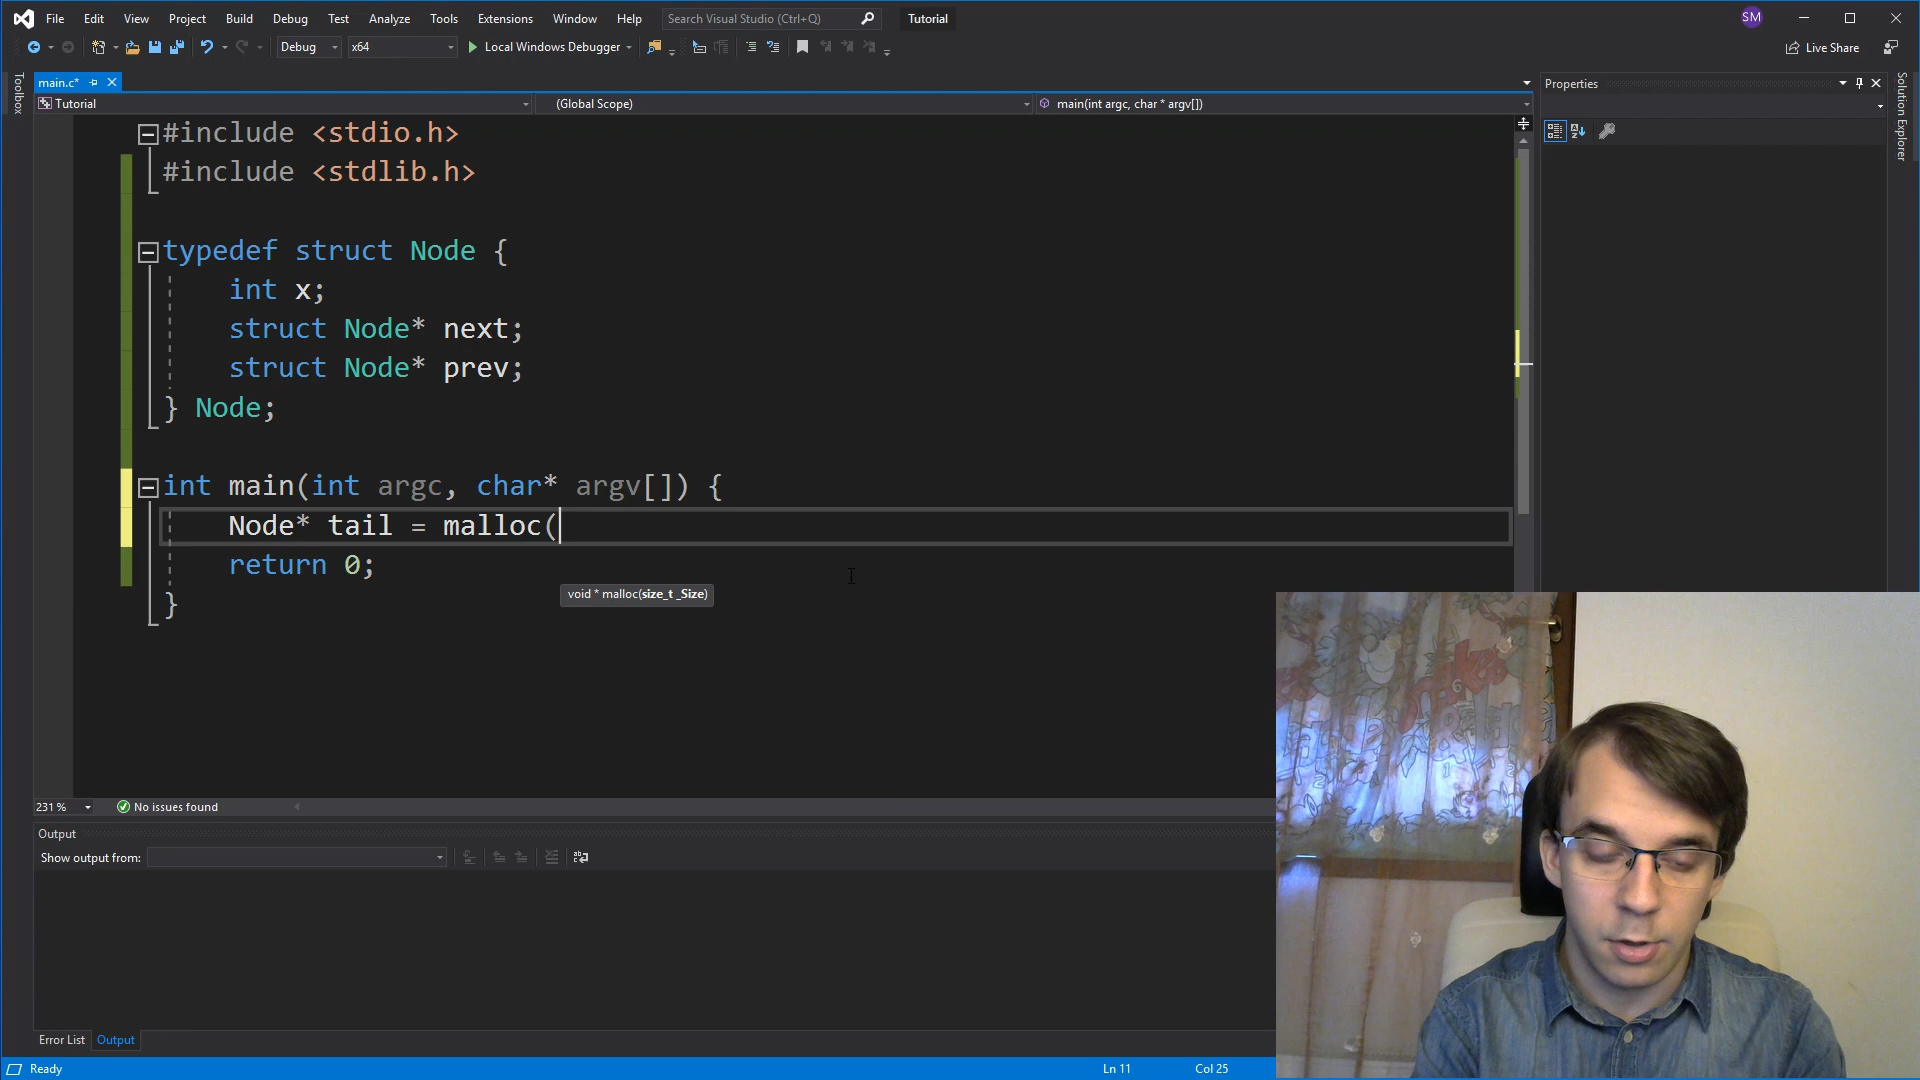 File Edit View Project Build Debug Test Analyze Tools Extensions Window Help Search Visual Studio (Ctrl+Q) Tutorial SM
Debug x64 Local Windows Debugger Live Share
Toolbox
main.c*
Properties
Solution Explorer
Tutorial (Global Scope) main(int argc, char * argv[])
#include <stdio.h>
#include <stdlib.h>
typedef struct Node {
int x;
struct Node* next;
struct Node* prev;
} Node;
int main(int argc, char* argv[]) {
Node* tail = malloc(
return 0;
void * malloc(size_t _Size)
}
231 % No issues found
Output
Show output from:
Error List Output
Ready Ln 11 Col 25